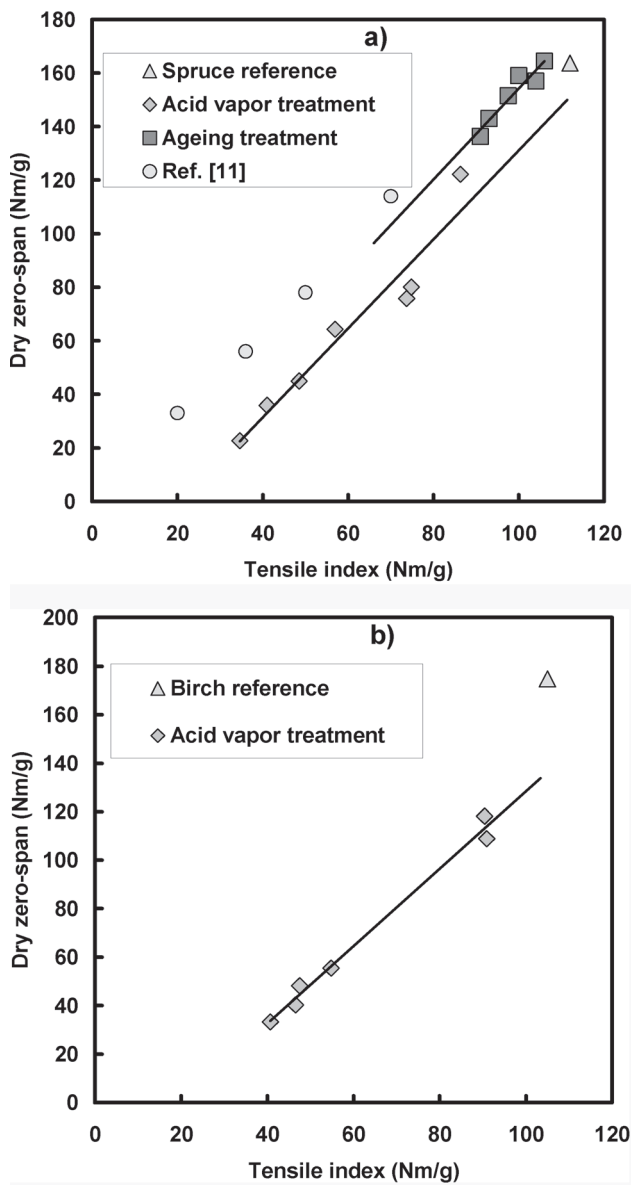 a)
Spruce reference
Acid vapor treatment
Ageing treatment
Ref. [11]
Dry zero-span (Nm/g)
180
160
140
120
100
80
60
40
20
0
0 20 40 60 80 100 120
Tensile index (Nm/g)
b)
Birch reference
Acid vapor treatment
Dry zero-span (Nm/g)
200
180
160
140
120
100
80
60
40
20
0
0 20 40 60 80 100 120
Tensile index (Nm/g)